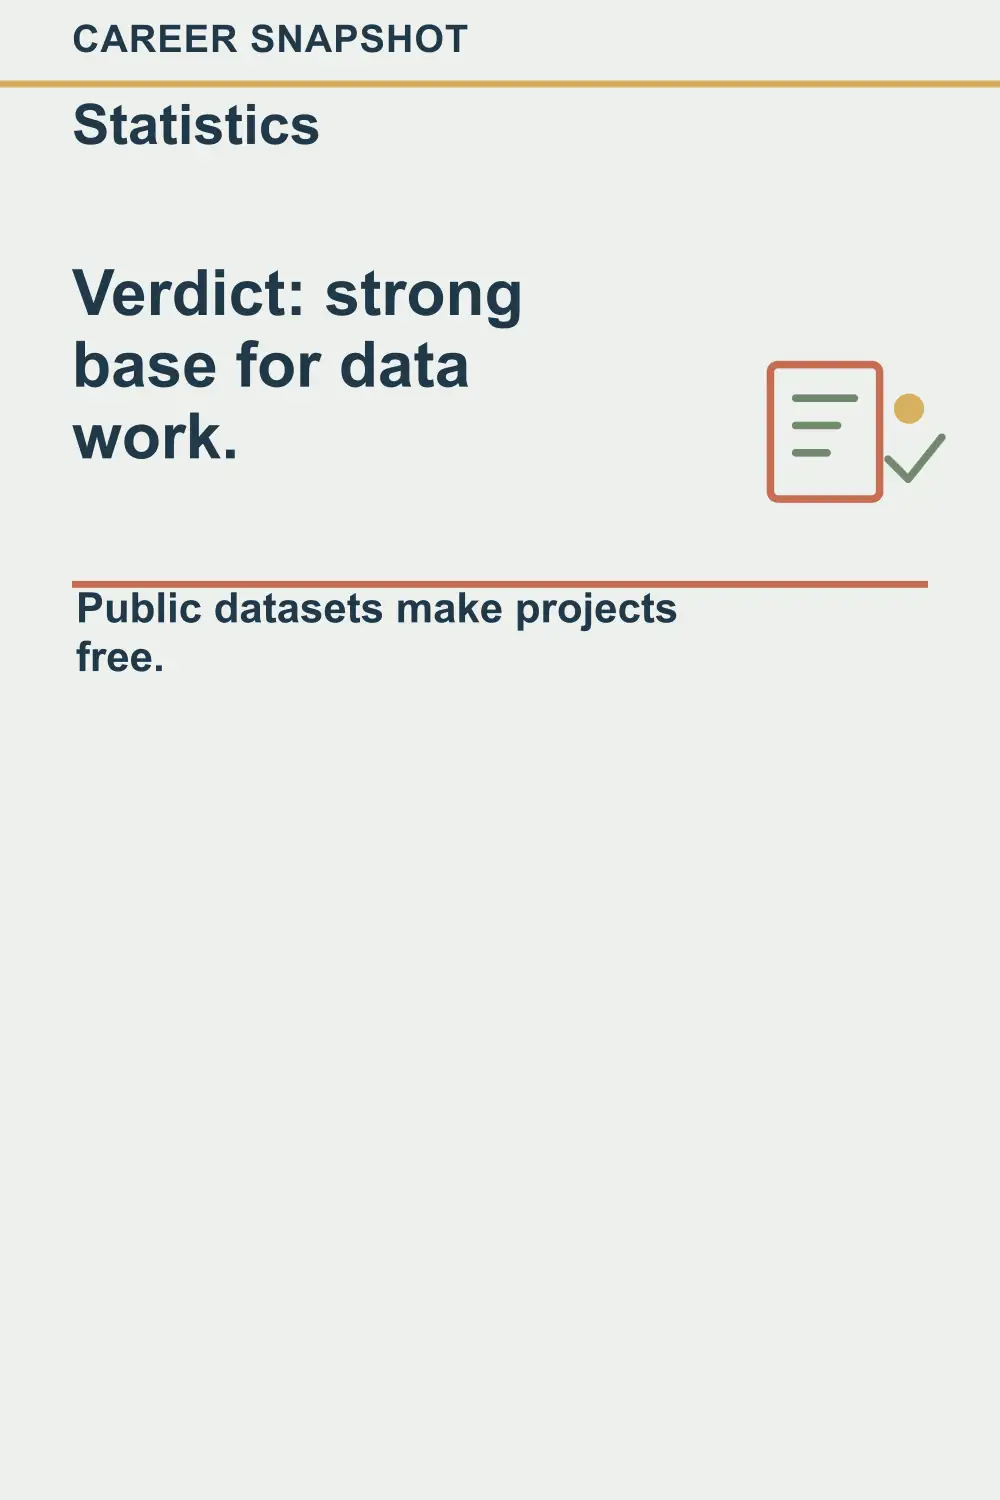 CAREER SNAPSHOT
Statistics
Verdict: strong
base for data
work.
Public datasets make projects
free.